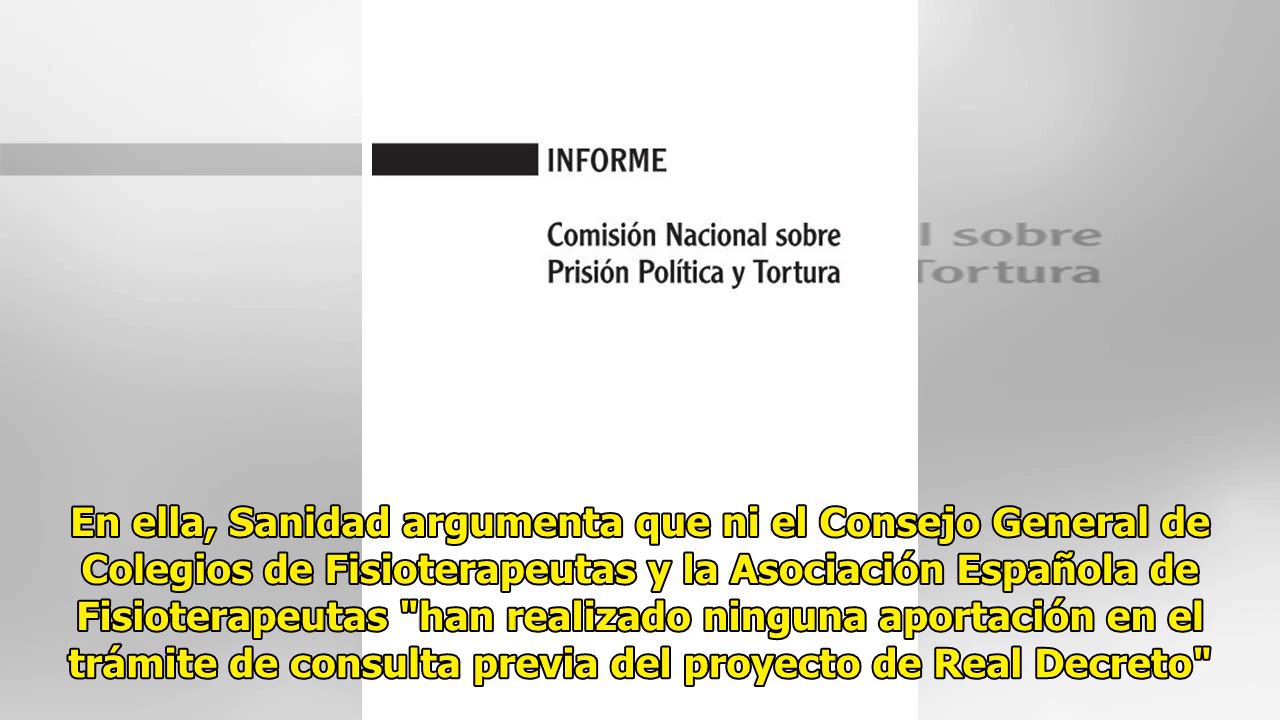 INFORME
Comisión Nacional sobre
Prisión Política y Tortura
l sobre
Tortura
En ella, Sanidad argumenta que ni el Consejo General de
Colegios de Fisioterapeutas y la Asociación Española de
Fisioterapeutas "han realizado ninguna aportación en el
trámite de consulta previa del proyecto de Real Decreto"